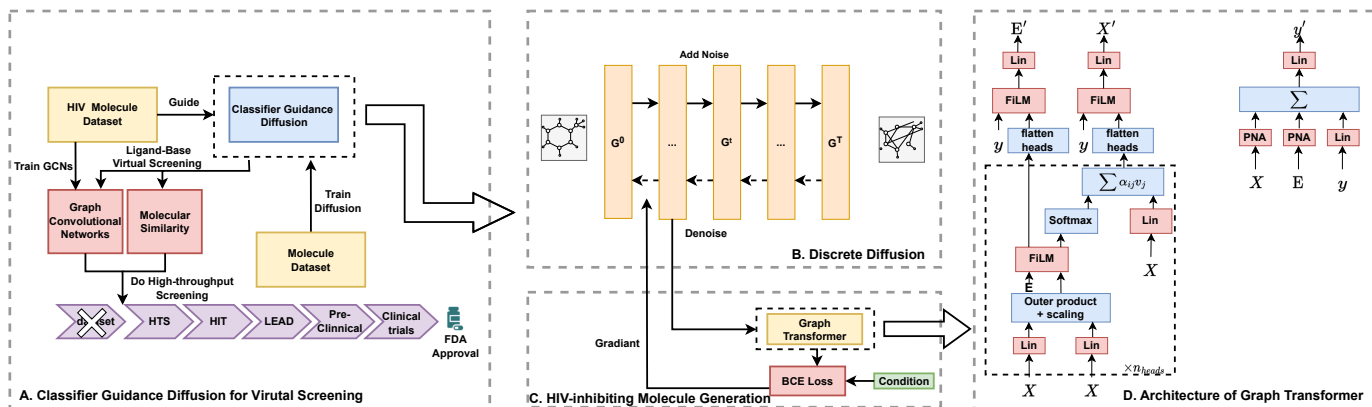 HIV Molecule
Dataset
Guide
Classifier Guidance
Diffusion
Train GCNs
Ligand-Base
Virtual Screening
Graph
Convolutional
Networks
Molecular
Similarity
Train
Diffusion
Molecule
Dataset
Do High-throughput
Screening
HTS
HIT
LEAD
Pre-
Clinnical
Clinical
trials
FDA
Approval
A. Classifier Guidance Diffusion for Virutal Screening
Add Noise
G⁰
...
Gᵗ
...
Gᵀ
Denoise
B. Discrete Diffusion
Gradiant
Graph
Transformer
BCE Loss
Condition
C. HIV-inhibiting Molecule Generation
E′
X′
y′
Lin
Lin
Lin
FiLM
FiLM
∑
y
flatten
heads
y
flatten
heads
PNA
PNA
Lin
X
E
y
∑ αᵢⱼvⱼ
Softmax
Lin
X
FiLM
E
Outer product
+ scaling
Lin
Lin
×n_heads
X
X
D. Architecture of Graph Transformer